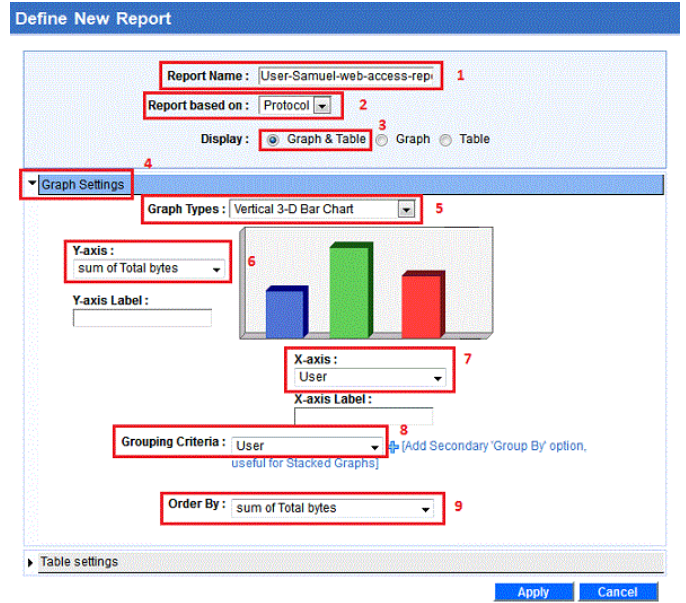 Define New Report
Report Name : User-Samuel-web-access-rep 1
Report based on : Protocol 2
3
Display : Graph & Table Graph Table
4
Graph Settings
Graph Types : Vertical 3-D Bar Chart 5
Y-axis :
sum of Total bytes 6
Y-axis Label :
X-axis : 7
User
X-axis Label :
8
Grouping Criteria : User [Add Secondary 'Group By' option,
useful for Stacked Graphs]
Order By : sum of Total bytes 9
Table settings
Apply Cancel